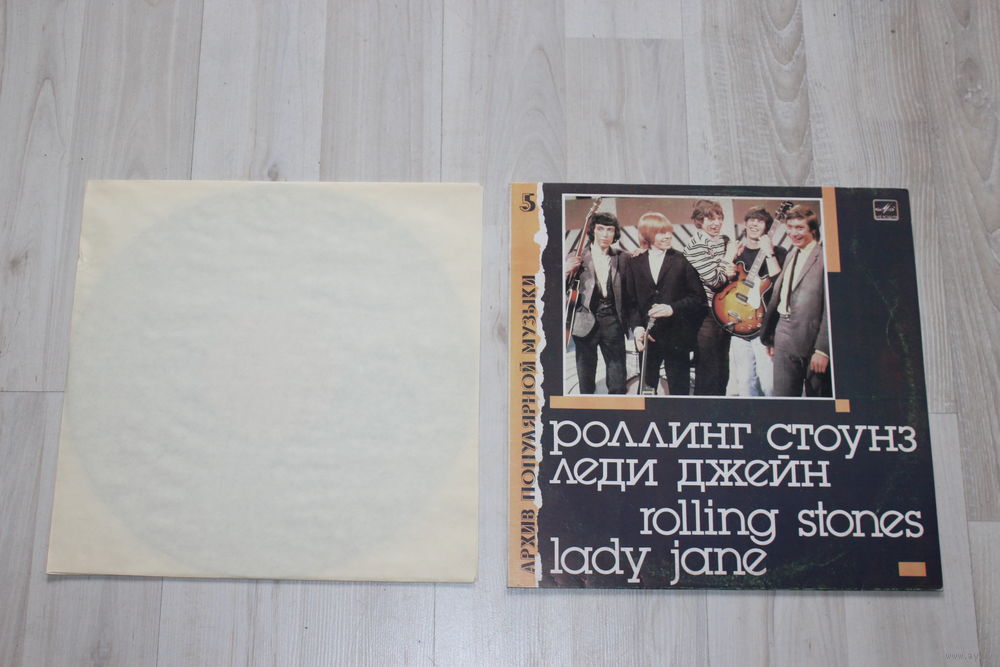 5
АРХИВ ПОПУЛЯРНОЙ МУЗЫКИ
роллинг стоунз
леди джейн
rolling stones
lady jane